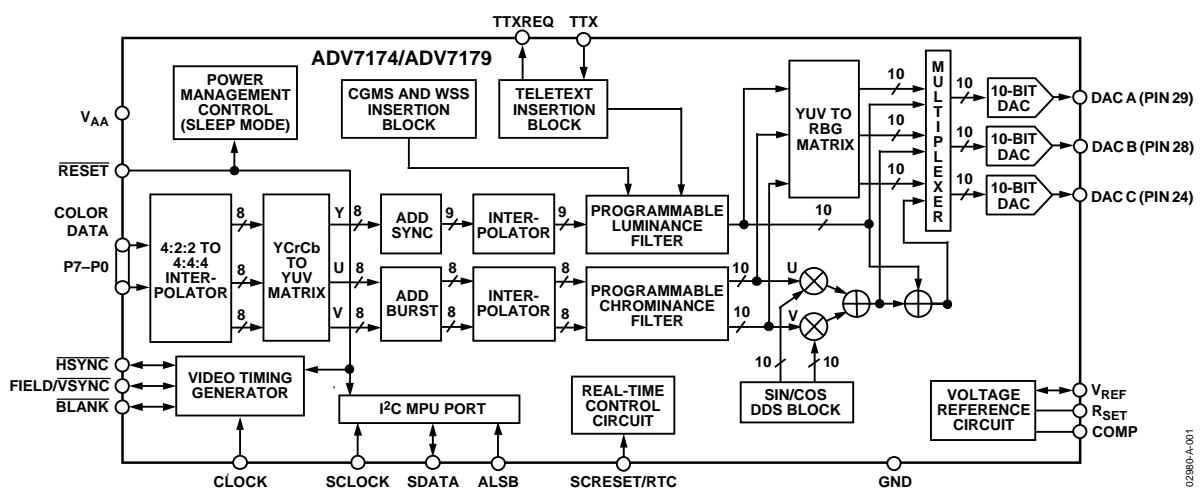 TTXREQ TTX
ADV7174/ADV7179
POWER
MANAGEMENT
CONTROL
(SLEEP MODE)
CGMS AND WSS
INSERTION
BLOCK
TELETEXT
INSERTION
BLOCK
YUV TO
RBG
MATRIX
10
10
10
MULTIPLEXER
10
10
10
10-BIT
DAC
10-BIT
DAC
10-BIT
DAC
DAC A (PIN 29)
DAC B (PIN 28)
DAC C (PIN 24)
VAA
RESET
COLOR
DATA
P7–P0
4:2:2 TO
4:4:4
INTER-
POLATOR
8
8
8
YCrCb
TO
YUV
MATRIX
Y 8
U 8
V 8
ADD
SYNC
9
INTER-
POLATOR
9
PROGRAMMABLE
LUMINANCE
FILTER
10
ADD
BURST
8
8
INTER-
POLATOR
8
8
PROGRAMMABLE
CHROMINANCE
FILTER
10
10
U
V
10 10
SIN/COS
DDS BLOCK
HSYNC
FIELD/VSYNC
BLANK
VIDEO TIMING
GENERATOR
I2C MPU PORT
REAL-TIME
CONTROL
CIRCUIT
VOLTAGE
REFERENCE
CIRCUIT
VREF
RSET
COMP
CLOCK SCLOCK SDATA ALSB SCRESET/RTC GND
02980-A-001